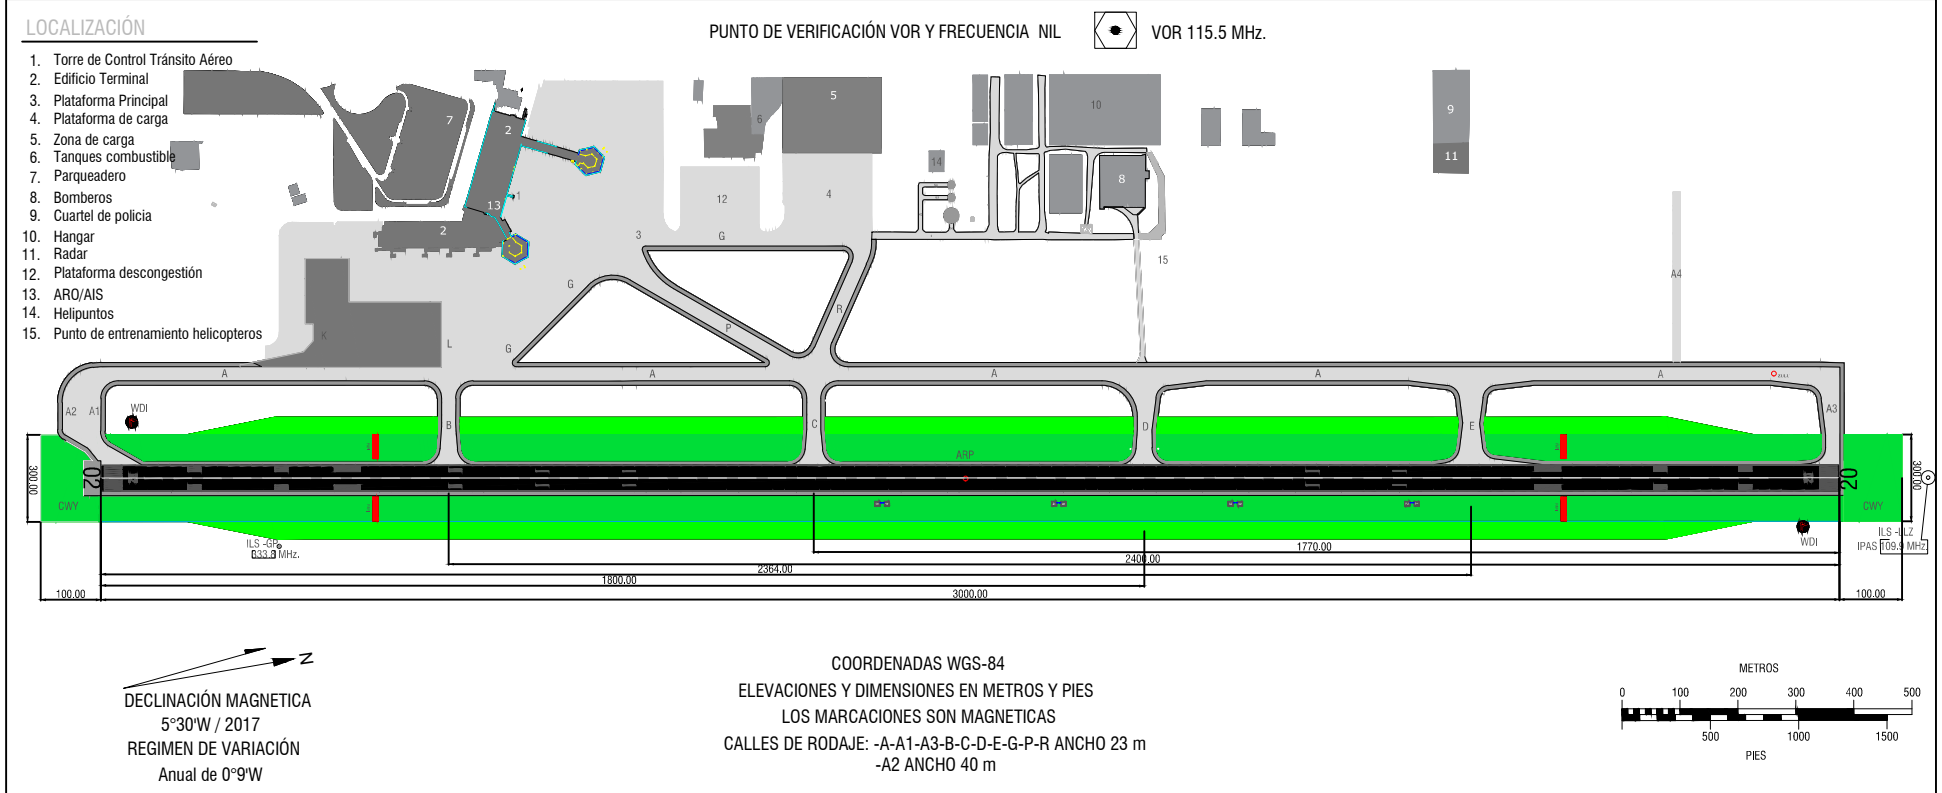 LOCALIZACIÓN
1. Torre de Control Tránsito Aéreo
2. Edificio Terminal
3. Plataforma Principal
4. Plataforma de carga
5. Zona de carga
6. Tanques combustible
7. Parqueadero
8. Bomberos
9. Cuartel de policia
10. Hangar
11. Radar
12. Plataforma descongestión
13. ARO/AIS
14. Helipuntos
15. Punto de entrenamiento helicopteros
PUNTO DE VERIFICACIÓN VOR Y FRECUENCIA NIL
VOR 115.5 MHz.
7
2
5
6
10
9
11
8
14
13
1
12
4
2
3
G
15
A4
G
R
P
K
L
G
A
A
A
A
A
A2
A1
WDI
B
C
D
E
A3
ARP
02
20
300.00
300.00
CWY
CWY
ILS -GP
333.8 MHz.
WDI
ILS -LLZ
IPAS 109.9 MHz.
1770.00
2400.00
2364.00
1800.00
100.00
3000.00
100.00
N
DECLINACIÓN MAGNETICA
5°30'W / 2017
REGIMEN DE VARIACIÓN
Anual de 0°9'W
COORDENADAS WGS-84
ELEVACIONES Y DIMENSIONES EN METROS Y PIES
LOS MARCACIONES SON MAGNETICAS
CALLES DE RODAJE: -A-A1-A3-B-C-D-E-G-P-R ANCHO 23 m
-A2 ANCHO 40 m
METROS
0 100 200 300 400 500
500 1000 1500
PIES